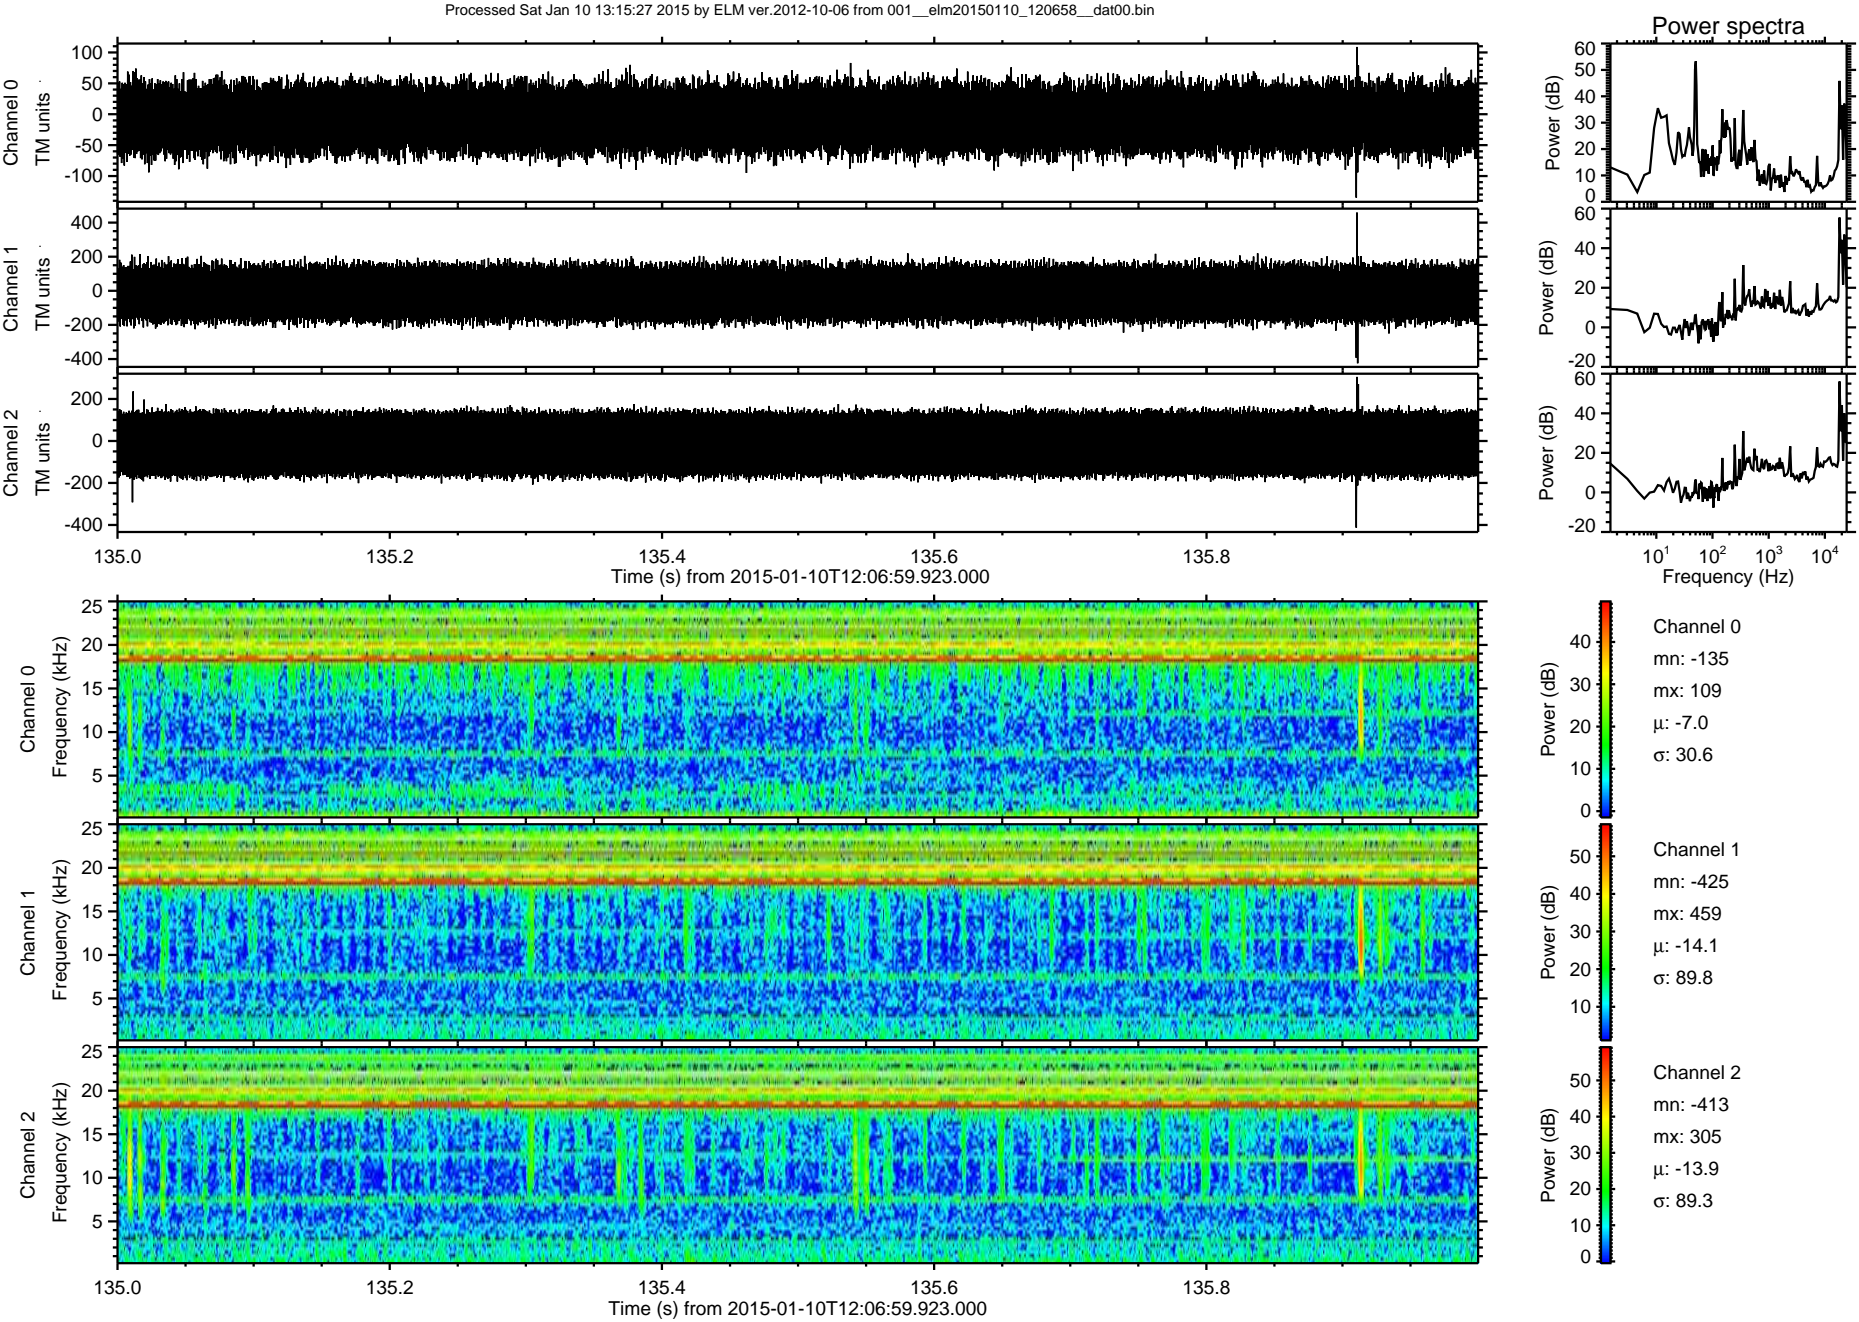 Processed Sat Jan 10 13:15:27 2015 by ELM ver.2012-10-06 from 001__elm20150110_120658__dat00.bin
Power spectra
Channel 0
TM units
100
50
0
-50
-100
Power (dB)
60
50
40
30
20
10
0
Channel 1
TM units
400
200
0
-200
-400
Power (dB)
60
40
20
0
-20
Channel 2
TM units
200
0
-200
-400
Power (dB)
60
40
20
0
-20
135.0 135.2 135.4 135.6 135.8
Time (s) from 2015-01-10T12:06:59.923.000
10¹ 10² 10³ 10⁴
Frequency (Hz)
Channel 0
Frequency (kHz)
25
20
15
10
5
Power (dB)
40
30
20
10
0
Channel 0
mn: -135
mx: 109
µ: -7.0
σ: 30.6
Channel 1
Frequency (kHz)
25
20
15
10
5
Power (dB)
50
40
30
20
10
Channel 1
mn: -425
mx: 459
µ: -14.1
σ: 89.8
Channel 2
Frequency (kHz)
25
20
15
10
5
Power (dB)
50
40
30
20
10
0
Channel 2
mn: -413
mx: 305
µ: -13.9
σ: 89.3
135.0 135.2 135.4 135.6 135.8
Time (s) from 2015-01-10T12:06:59.923.000